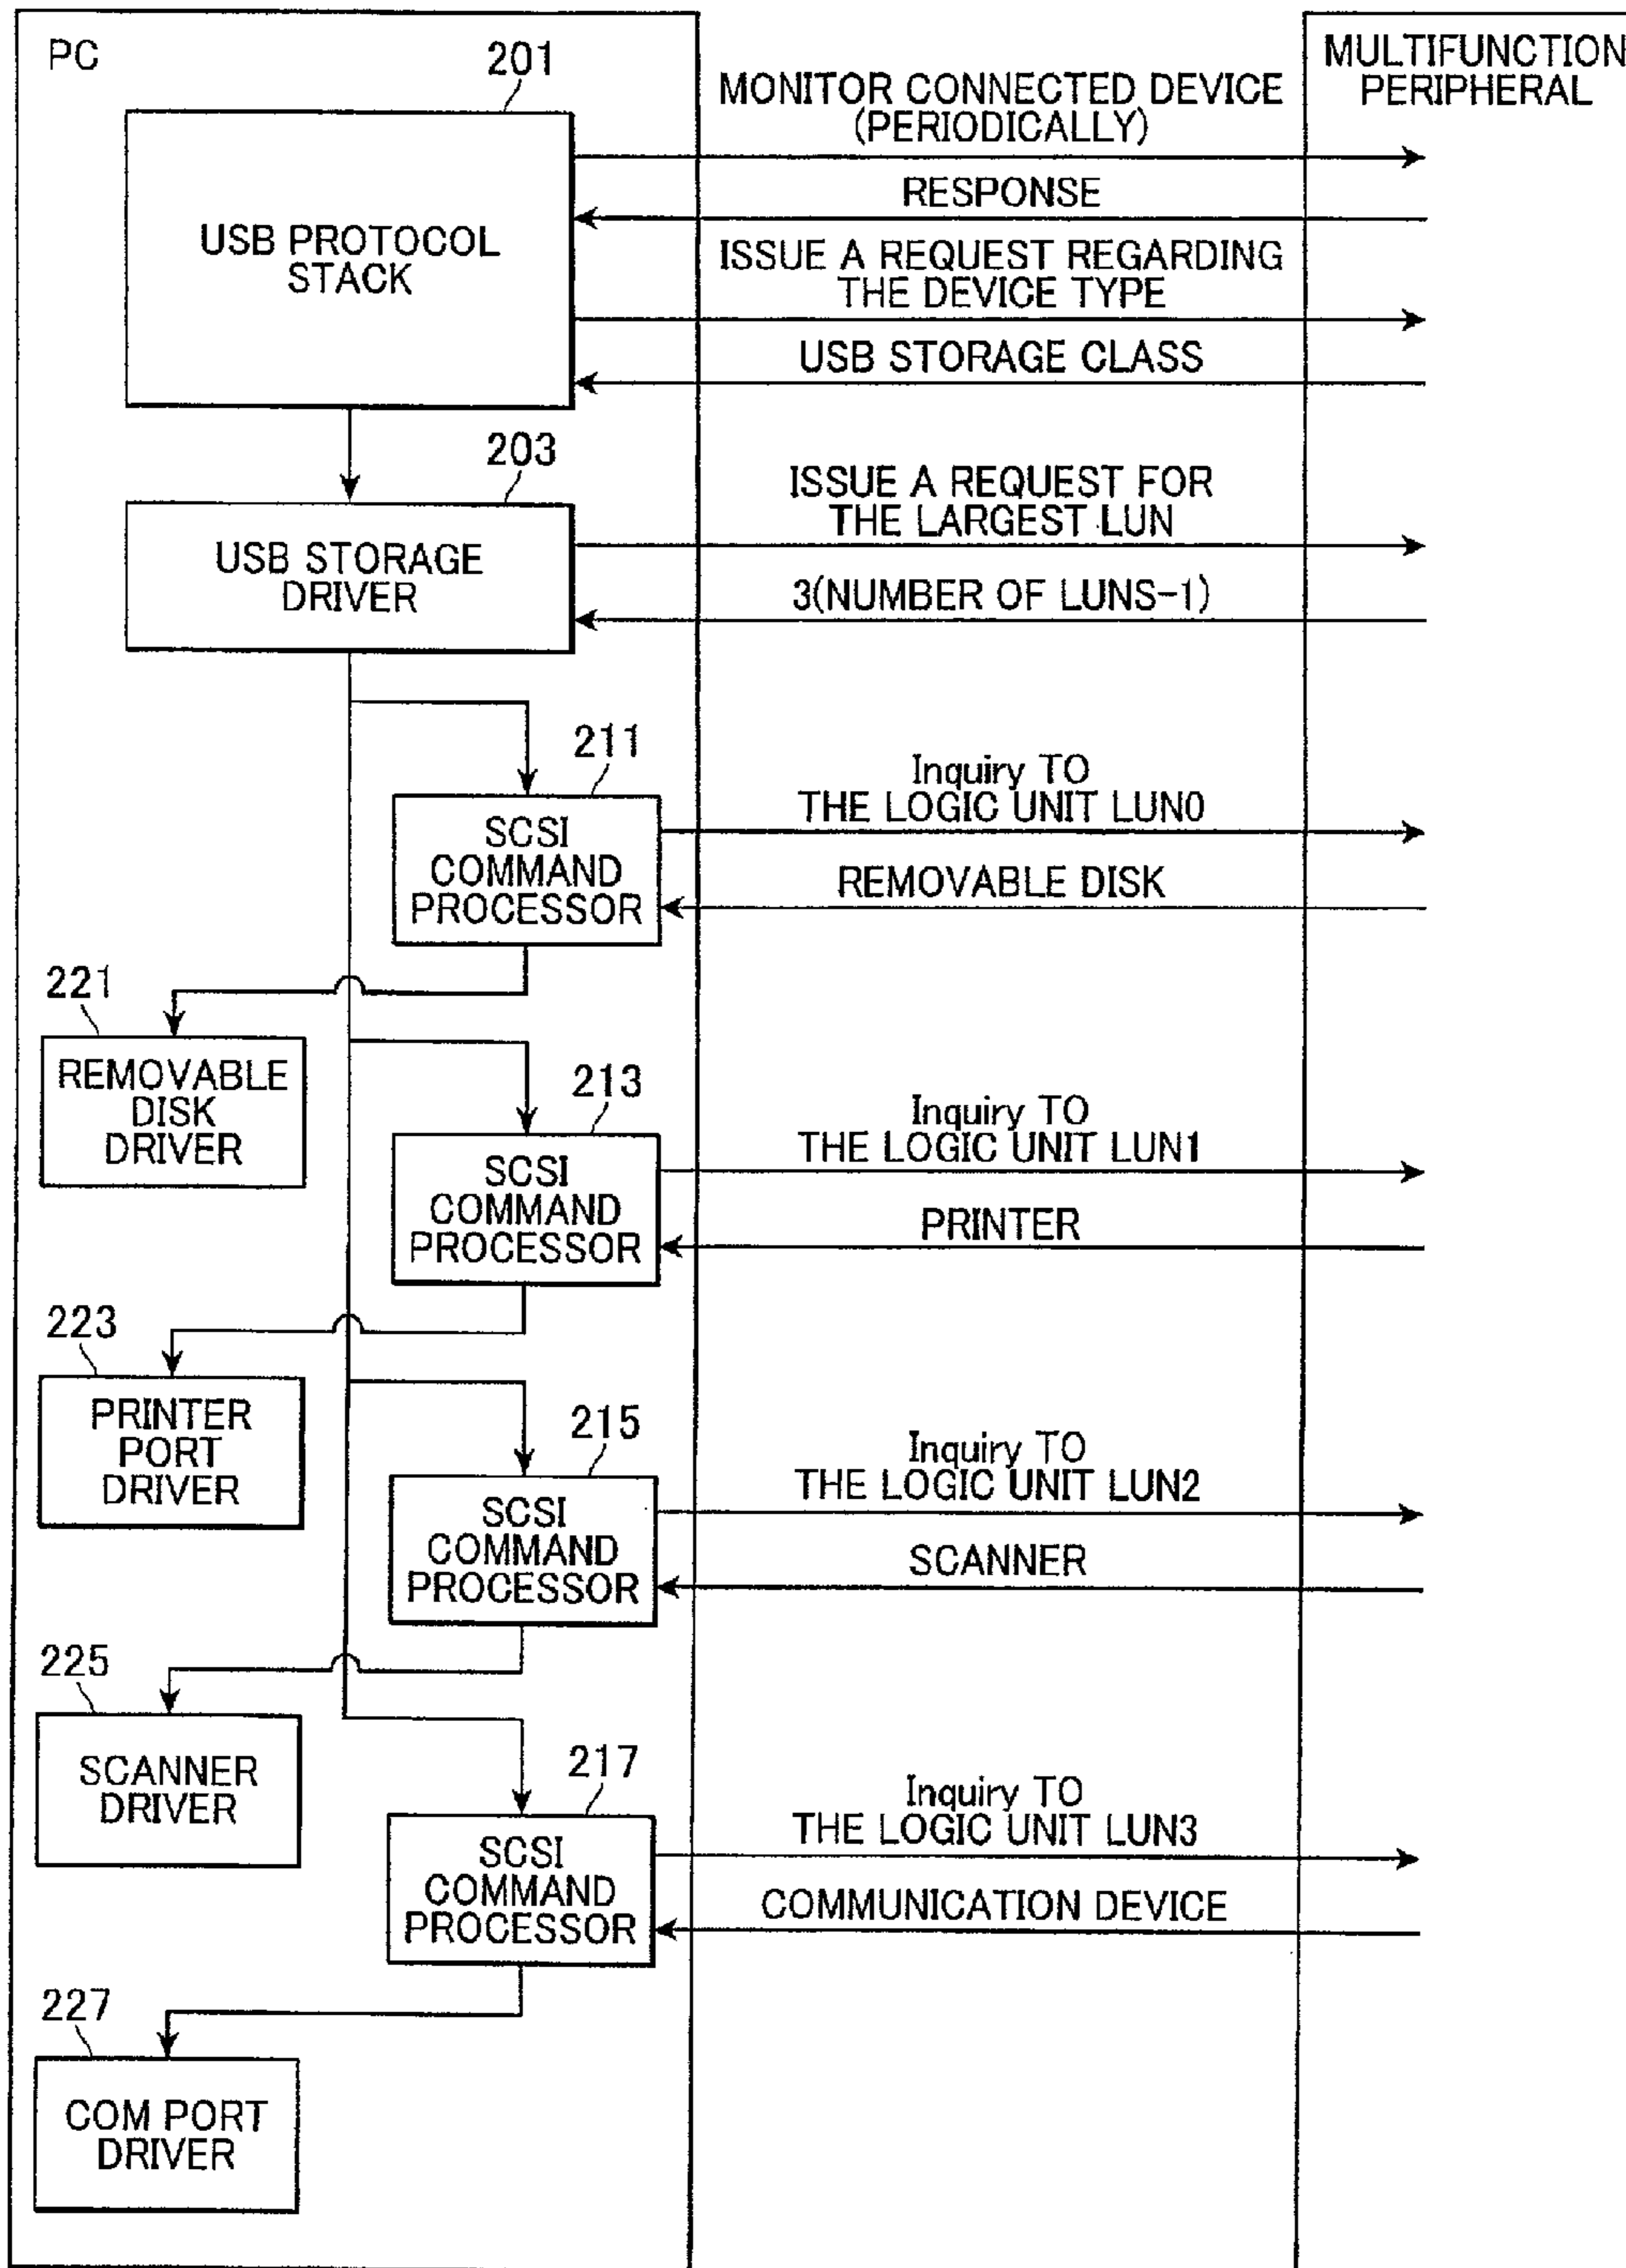 PC
MULTIFUNCTION
PERIPHERAL
201
MONITOR CONNECTED DEVICE
(PERIODICALLY)
RESPONSE
USB PROTOCOL
STACK
ISSUE A REQUEST REGARDING
THE DEVICE TYPE
USB STORAGE CLASS
203
ISSUE A REQUEST FOR
THE LARGEST LUN
USB STORAGE
DRIVER
3(NUMBER OF LUNS-1)
211
Inquiry TO
THE LOGIC UNIT LUN0
SCSI
COMMAND
PROCESSOR
REMOVABLE DISK
221
REMOVABLE
DISK
DRIVER
213
Inquiry TO
THE LOGIC UNIT LUN1
SCSI
COMMAND
PROCESSOR
PRINTER
223
PRINTER
PORT
DRIVER
215
Inquiry TO
THE LOGIC UNIT LUN2
SCSI
COMMAND
PROCESSOR
SCANNER
225
SCANNER
DRIVER
217
Inquiry TO
THE LOGIC UNIT LUN3
SCSI
COMMAND
PROCESSOR
COMMUNICATION DEVICE
227
COM PORT
DRIVER